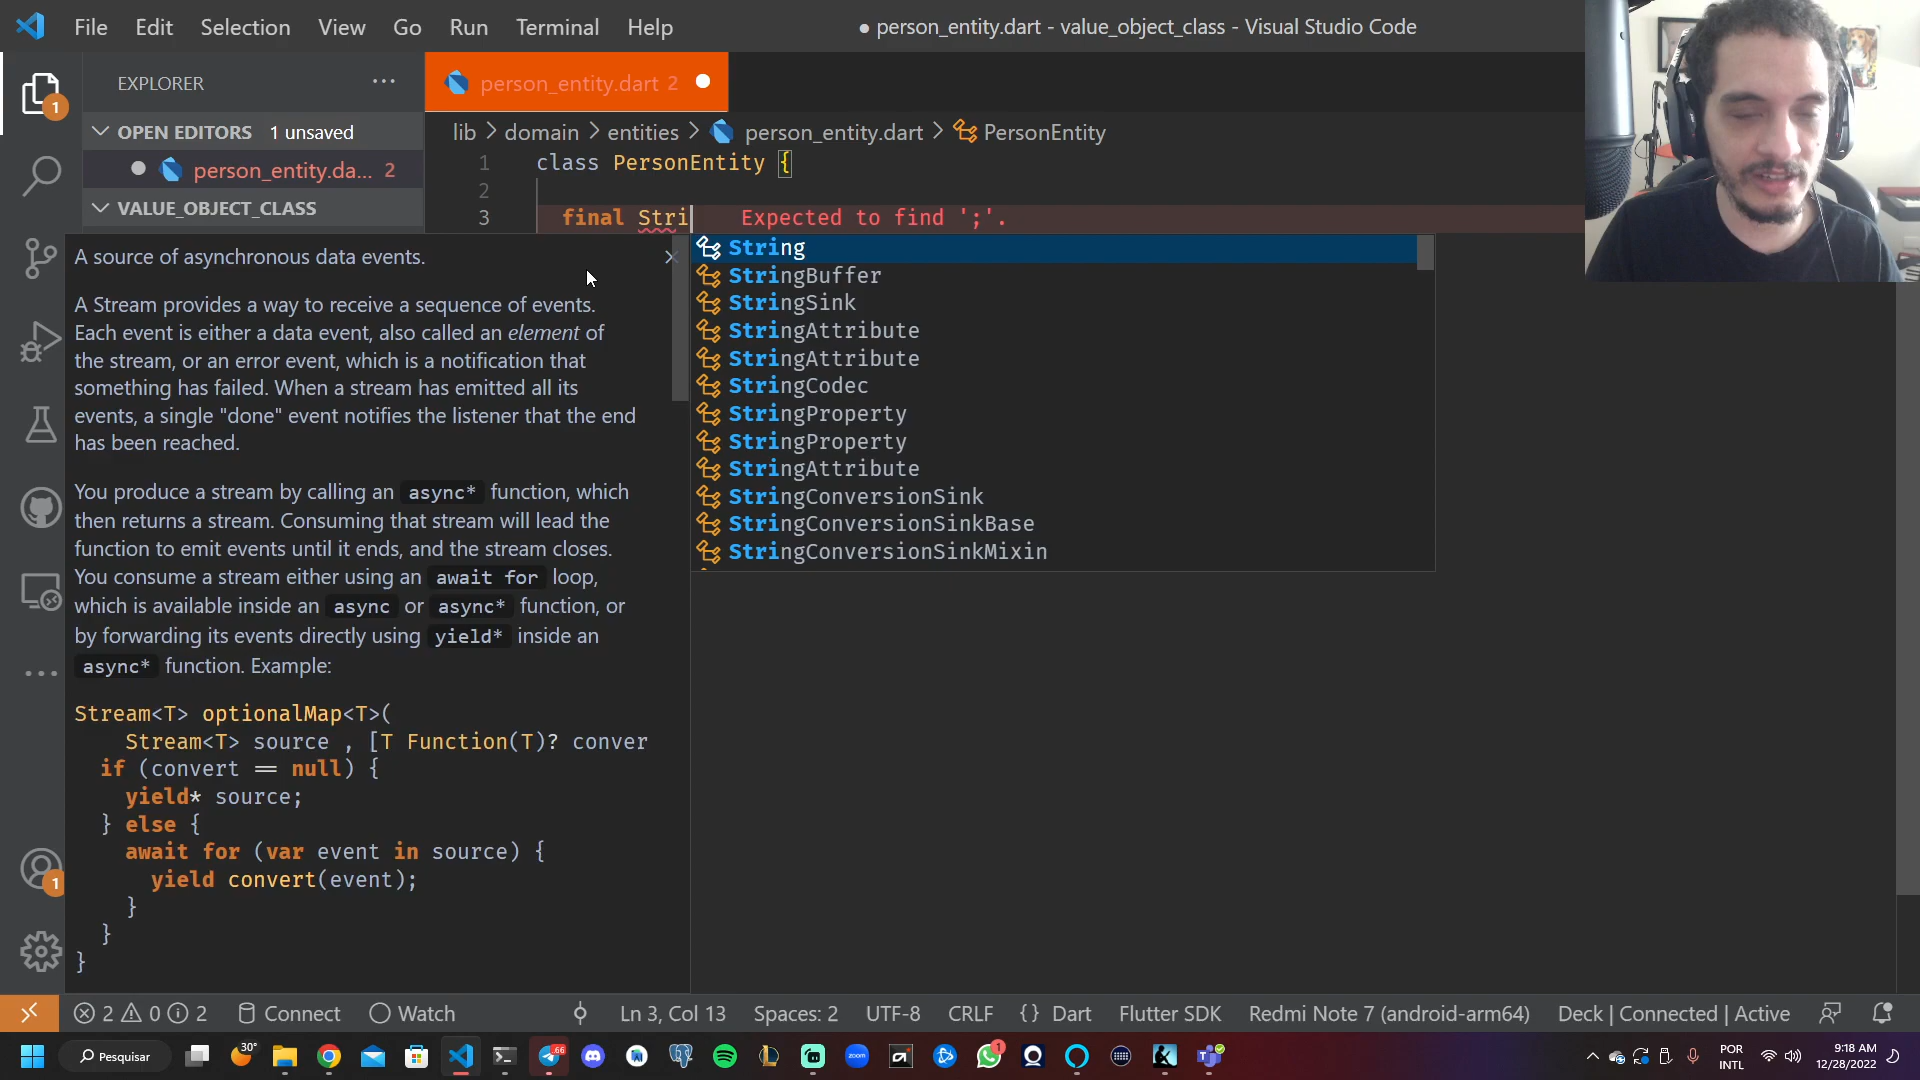 File Edit Selection View Go Run Terminal Help
● person_entity.dart - value_object_class - Visual Studio Code
EXPLORER
person_entity.dart 2
1
OPEN EDITORS 1 unsaved
person_entity.da... 2
VALUE_OBJECT_CLASS
lib > domain > entities > person_entity.dart > PersonEntity
1 class PersonEntity {
2
3 final Stri Expected to find ';'.
A source of asynchronous data events.
A Stream provides a way to receive a sequence of events.
Each event is either a data event, also called an element of
the stream, or an error event, which is a notification that
something has failed. When a stream has emitted all its
events, a single "done" event notifies the listener that the end
has been reached.
You produce a stream by calling an async* function, which
then returns a stream. Consuming that stream will lead the
function to emit events until it ends, and the stream closes.
You consume a stream either using an await for loop,
which is available inside an async or async* function, or
by forwarding its events directly using yield* inside an
async* function. Example:
Stream<T> optionalMap<T>(
Stream<T> source , [T Function(T)? conver
if (convert == null) {
yield* source;
} else {
await for (var event in source) {
yield convert(event);
}
}
}
String
StringBuffer
StringSink
StringAttribute
StringAttribute
StringCodec
StringProperty
StringProperty
StringAttribute
StringConversionSink
StringConversionSinkBase
StringConversionSinkMixin
1
2 0 2 Connect Watch Ln 3, Col 13 Spaces: 2 UTF-8 CRLF {} Dart Flutter SDK Redmi Note 7 (android-arm64) Deck | Connected | Active
Pesquisar 30° 66 zoom 1
POR
INTL
9:18 AM
12/28/2022